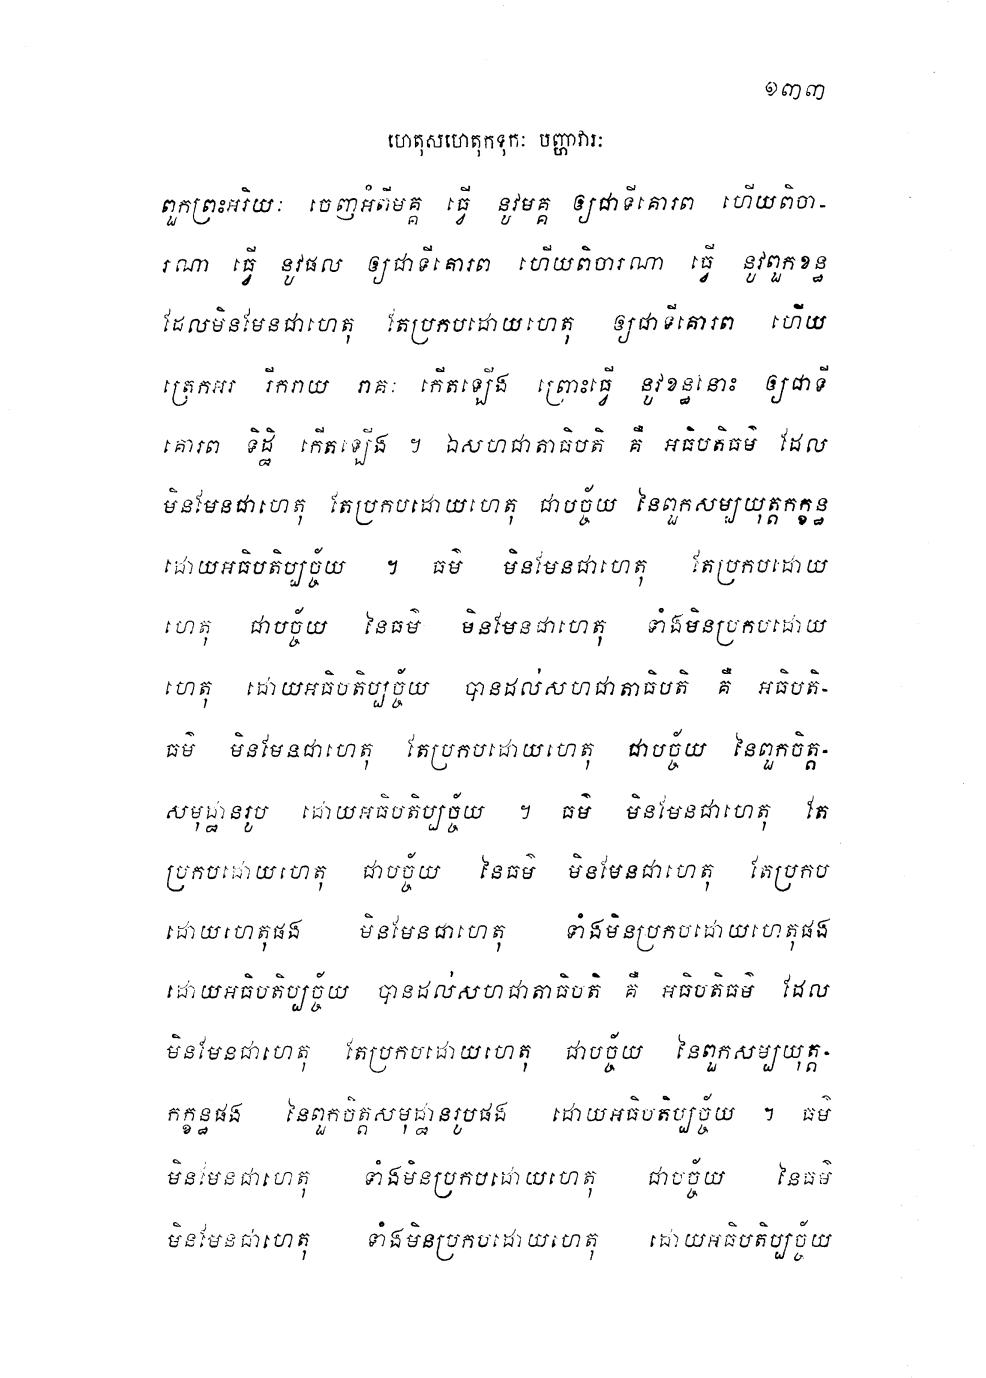 ១៣៣
ហេតុសហេតុកទុកៈ បញ្ហាវារៈ
ពួកព្រះអរិយៈ ចេញអំពីមគ្គ ធ្វើ នូវមគ្គ ឲ្យជាទីគោរព ហើយពិចា-
រណា ធ្វើ នូវផល ឲ្យជាទីគោរព ហើយពិចារណា ធ្វើ នូវពួកខន្ធ
ដែលមិនមែនជាហេតុ តែប្រកបដោយហេតុ ឲ្យជាទីគោរព ហើយ
ត្រេកអរ រីករាយ រាគៈ កើតឡើង ព្រោះធ្វើ នូវខន្ធនោះ ឲ្យជាទី
គោរព ទិដ្ឋិ កើតឡើង ។ ឯសហជាតាធិបតិ គឺ អធិបតិធម៌ ដែល
មិនមែនជាហេតុ តែប្រកបដោយហេតុ ជាបច្ច័យ នៃពួកសម្បយុត្តកក្ខន្ធ
ដោយអធិបតិប្បច្ច័យ ។ ធម៌ មិនមែនជាហេតុ តែប្រកបដោយ
ហេតុ ជាបច្ច័យ នៃធម៌ មិនមែនជាហេតុ ទាំងមិនប្រកបដោយ
ហេតុ ដោយអធិបតិប្បច្ច័យ បានដល់សហជាតាធិបតិ គឺ អធិបតិ-
ធម៌ មិនមែនជាហេតុ តែប្រកបដោយហេតុ ជាបច្ច័យ នៃពួកចិត្ត-
សមុដ្ឋានរូប ដោយអធិបតិប្បច្ច័យ ។ ធម៌ មិនមែនជាហេតុ តែ
ប្រកបដោយហេតុ ជាបច្ច័យ នៃធម៌ មិនមែនជាហេតុ តែប្រកប
ដោយហេតុផង មិនមែនជាហេតុ ទាំងមិនប្រកបដោយហេតុផង
ដោយអធិបតិប្បច្ច័យ បានដល់សហជាតាធិបតិ គឺ អធិបតិធម៌ ដែល
មិនមែនជាហេតុ តែប្រកបដោយហេតុ ជាបច្ច័យ នៃពួកសម្បយុត្ត-
កក្ខន្ធផង នៃពួកចិត្តសមុដ្ឋានរូបផង ដោយអធិបតិប្បច្ច័យ ។ ធម៌
មិនមែនជាហេតុ ទាំងមិនប្រកបដោយហេតុ ជាបច្ច័យ នៃធម៌
មិនមែនជាហេតុ ទាំងមិនប្រកបដោយហេតុ ដោយអធិបតិប្បច្ច័យ